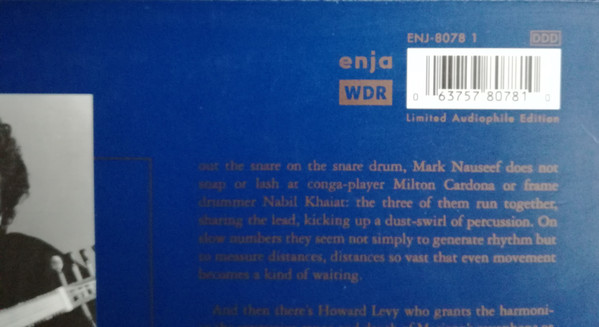 ENJ-8078 1 DDD
enja
WDR
0 63757 80781 0
Limited Audiophile Edition
out the snare on the snare drum, Mark Nauseef does not
snap or lash at conga-player Milton Cardona or frame
drummer Nabil Khaiat: the three of them run together,
sharing the lead, kicking up a dust-swirl of percussion. On
slow numbers they seem not simply to generate rhythm but
to measure distances, distances so vast that even movement
becomes a kind of waiting.
And then there's Howard Levy who grants the harmoni-